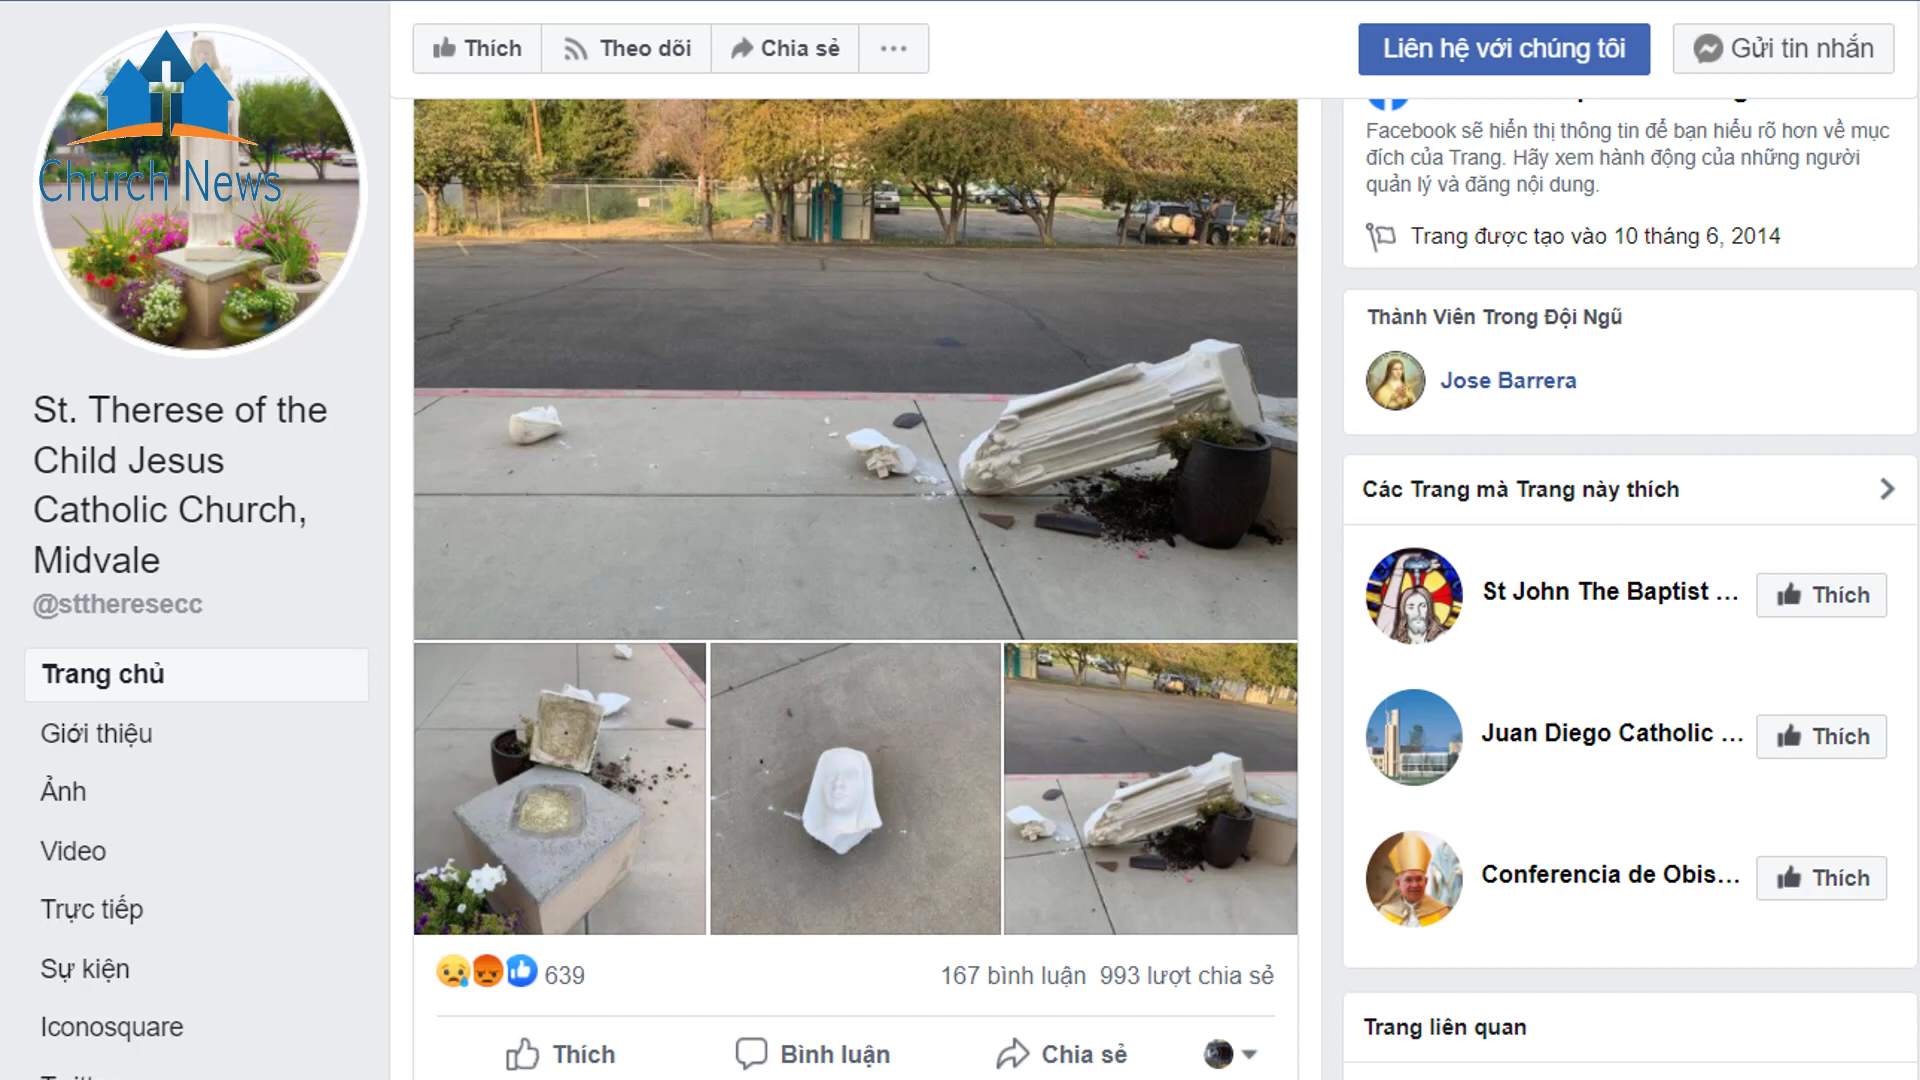 Church News
St. Therese of the
Child Jesus
Catholic Church,
Midvale
@sttheresecc
Trang chủ
Giới thiệu
Ảnh
Video
Trực tiếp
Sự kiện
Iconosquare
Thích
Theo dõi
Chia sẻ
Liên hệ với chúng tôi
Gửi tin nhắn
639
167 bình luận 993 lượt chia sẻ
Thích
Bình luận
Chia sẻ
Facebook sẽ hiển thị thông tin để bạn hiểu rõ hơn về mục
đích của Trang. Hãy xem hành động của những người
quản lý và đăng nội dung.
Trang được tạo vào 10 tháng 6, 2014
Thành Viên Trong Đội Ngũ
Jose Barrera
Các Trang mà Trang này thích
St John The Baptist ...
Thích
Juan Diego Catholic ...
Thích
Conferencia de Obis...
Thích
Trang liên quan